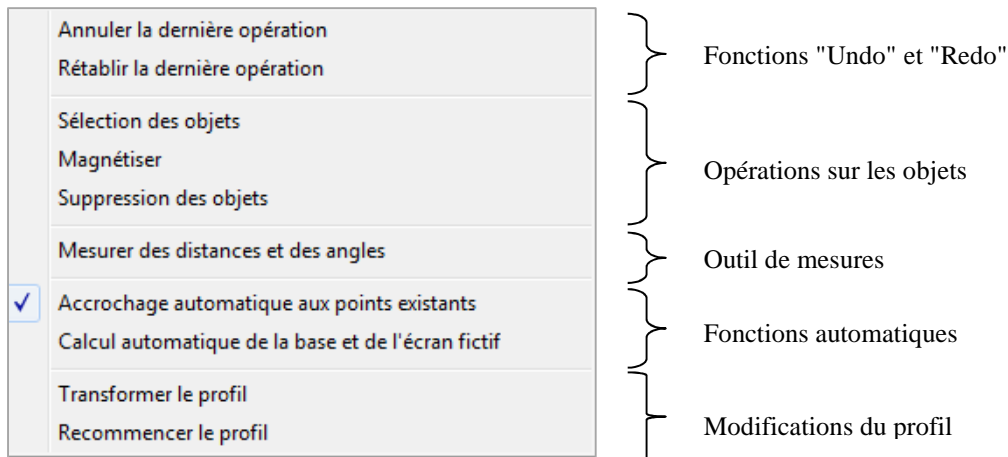 Annuler la dernière opération
Rétablir la dernière opération
Fonctions "Undo" et "Redo"
Sélection des objets
Magnétiser
Suppression des objets
Opérations sur les objets
Mesurer des distances et des angles
Outil de mesures
Accrochage automatique aux points existants
Calcul automatique de la base et de l'écran fictif
Fonctions automatiques
Transformer le profil
Recommencer le profil
Modifications du profil